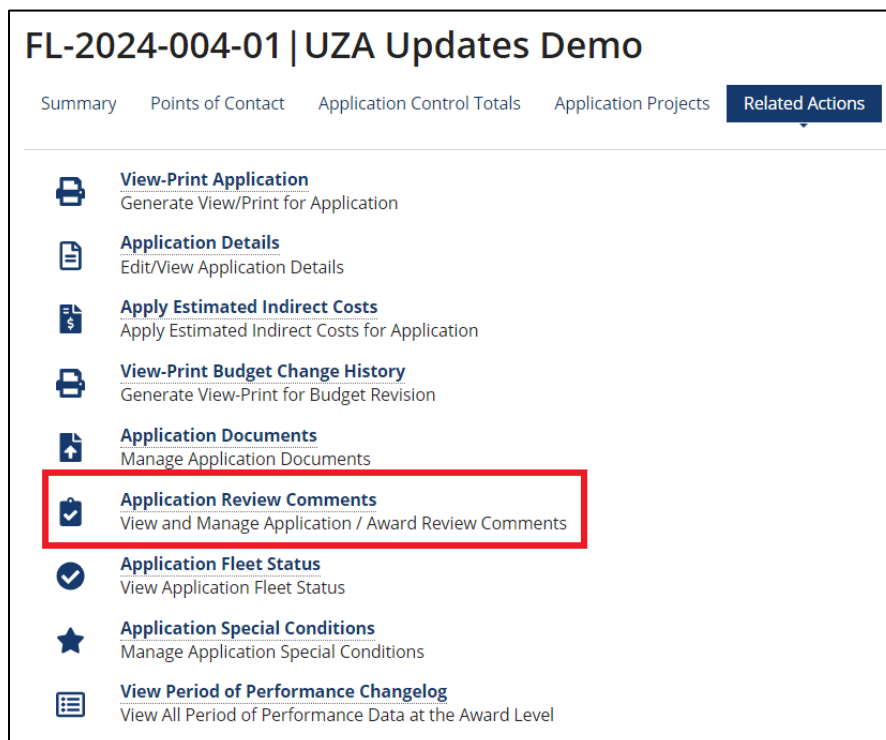 FL-2024-004-01|UZA Updates Demo
Summary Points of Contact Application Control Totals Application Projects Related Actions
View-Print Application
Generate View/Print for Application
Application Details
Edit/View Application Details
Apply Estimated Indirect Costs
Apply Estimated Indirect Costs for Application
View-Print Budget Change History
Generate View-Print for Budget Revision
Application Documents
Manage Application Documents
Application Review Comments
View and Manage Application / Award Review Comments
Application Fleet Status
View Application Fleet Status
Application Special Conditions
Manage Application Special Conditions
View Period of Performance Changelog
View All Period of Performance Data at the Award Level